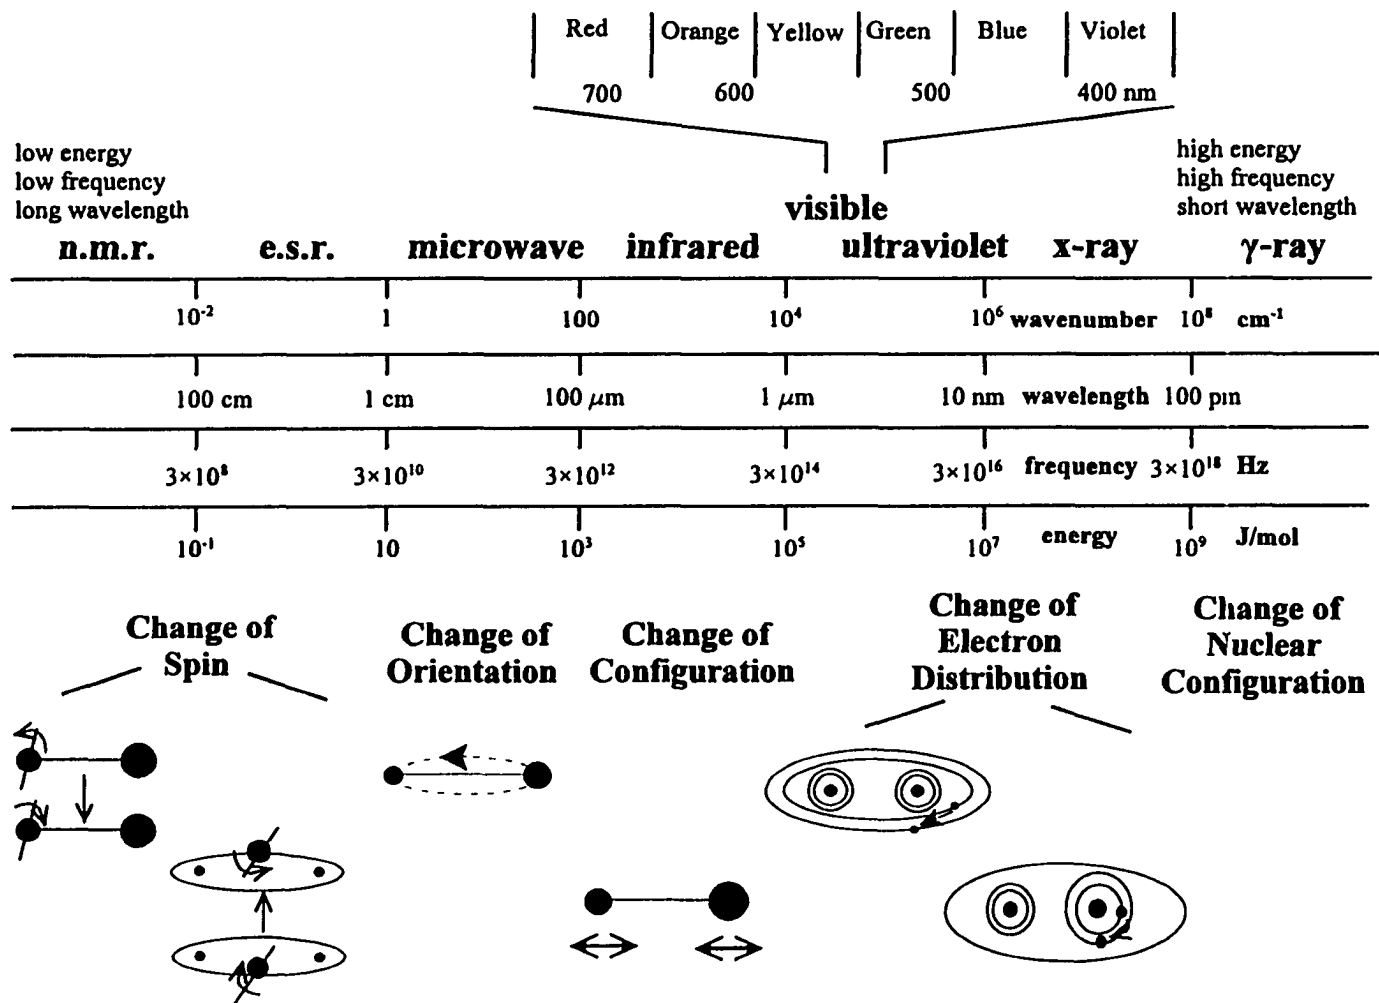 Red Orange Yellow Green Blue Violet
700 600 500 400 nm
low energy
low frequency
long wavelength
high energy
high frequency
short wavelength
visible
n.m.r. e.s.r. microwave infrared ultraviolet x-ray γ-ray
10⁻² 1 100 10⁴ 10⁶ wavenumber 10⁸ cm⁻¹
100 cm 1 cm 100 μm 1 μm 10 nm wavelength 100 pm
3×10⁸ 3×10¹⁰ 3×10¹² 3×10¹⁴ 3×10¹⁶ frequency 3×10¹⁸ Hz
10⁻¹ 10 10³ 10⁵ 10⁷ energy 10⁹ J/mol
Change of
Spin
Change of
Orientation
Change of
Configuration
Change of
Electron
Distribution
Change of
Nuclear
Configuration